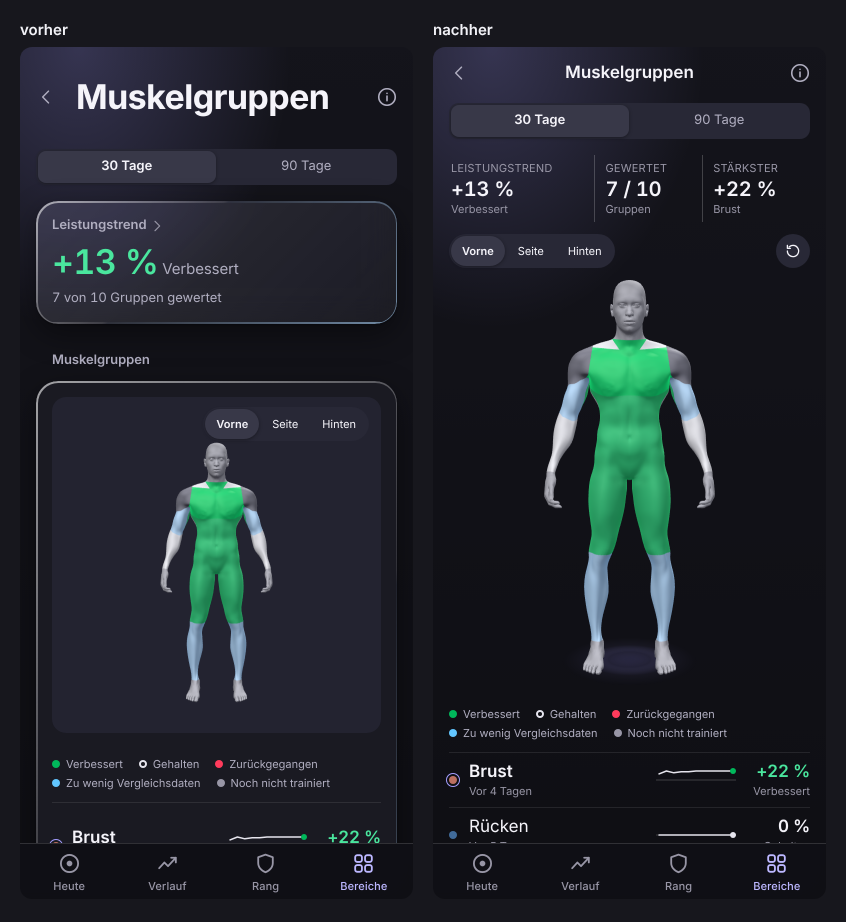 vorher
Muskelgruppen
30 Tage
90 Tage
Leistungstrend
+13 % Verbessert
7 von 10 Gruppen gewertet
Muskelgruppen
Vorne
Seite
Hinten
Verbessert
Gehalten
Zurückgegangen
Zu wenig Vergleichsdaten
Noch nicht trainiert
Brust
+22 %
Heute
Verlauf
Rang
Bereiche
nachher
Muskelgruppen
30 Tage
90 Tage
LEISTUNGSTREND
+13 %
Verbessert
GEWERTET
7 / 10
Gruppen
STÄRKSTER
+22 %
Brust
Vorne
Seite
Hinten
Verbessert
Gehalten
Zurückgegangen
Zu wenig Vergleichsdaten
Noch nicht trainiert
Brust
Vor 4 Tagen
+22 %
Verbessert
Rücken
0 %
Heute
Verlauf
Rang
Bereiche